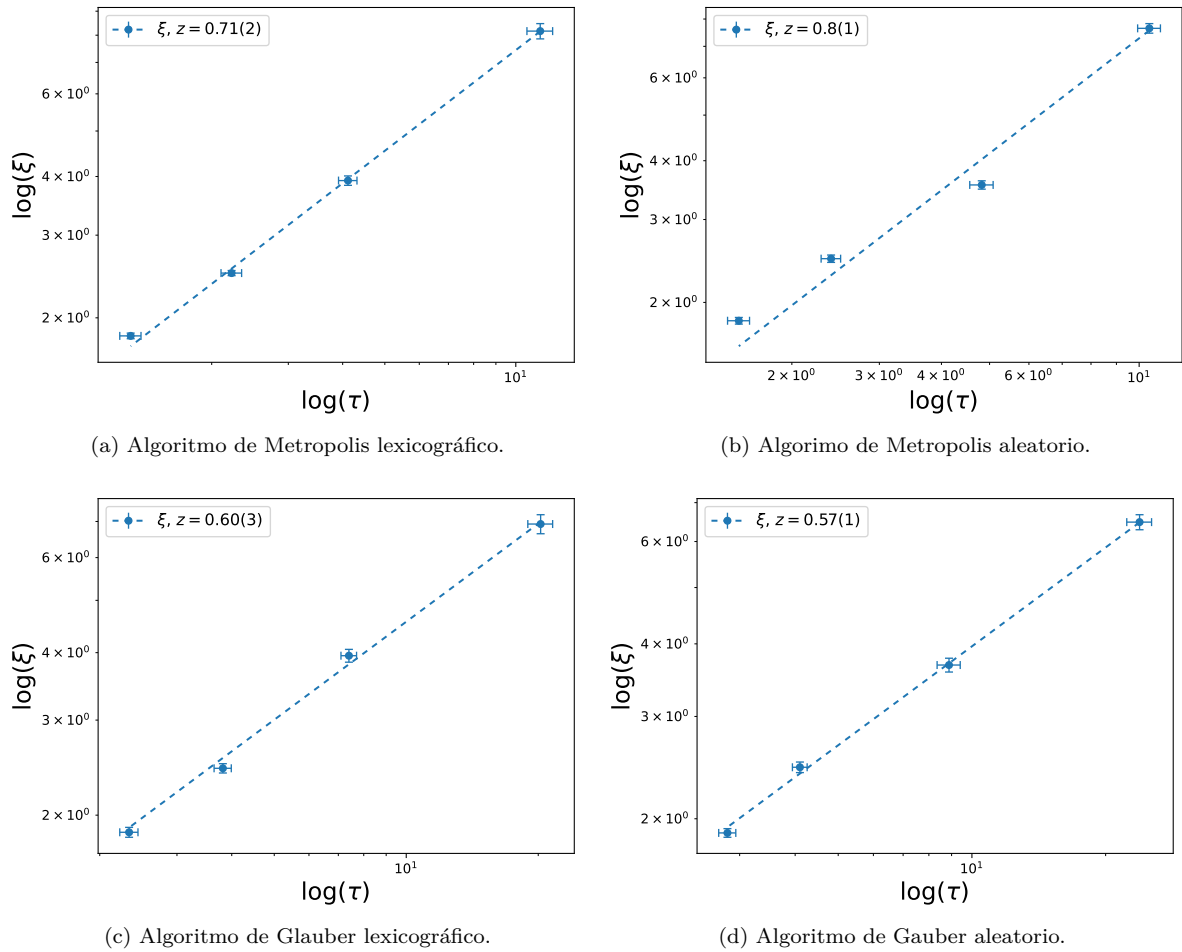 ξ, z = 0.71(2)
6 × 10⁰
4 × 10⁰
3 × 10⁰
2 × 10⁰
log(ξ)
10¹
log(τ)
(a) Algoritmo de Metropolis lexicográfico.
ξ, z = 0.8(1)
6 × 10⁰
4 × 10⁰
3 × 10⁰
2 × 10⁰
log(ξ)
2 × 10⁰ 3 × 10⁰ 4 × 10⁰ 6 × 10⁰ 10¹
log(τ)
(b) Algorimo de Metropolis aleatorio.
ξ, z = 0.60(3)
6 × 10⁰
4 × 10⁰
3 × 10⁰
2 × 10⁰
log(ξ)
10¹
log(τ)
(c) Algoritmo de Glauber lexicográfico.
ξ, z = 0.57(1)
6 × 10⁰
4 × 10⁰
3 × 10⁰
2 × 10⁰
log(ξ)
10¹
log(τ)
(d) Algoritmo de Gauber aleatorio.